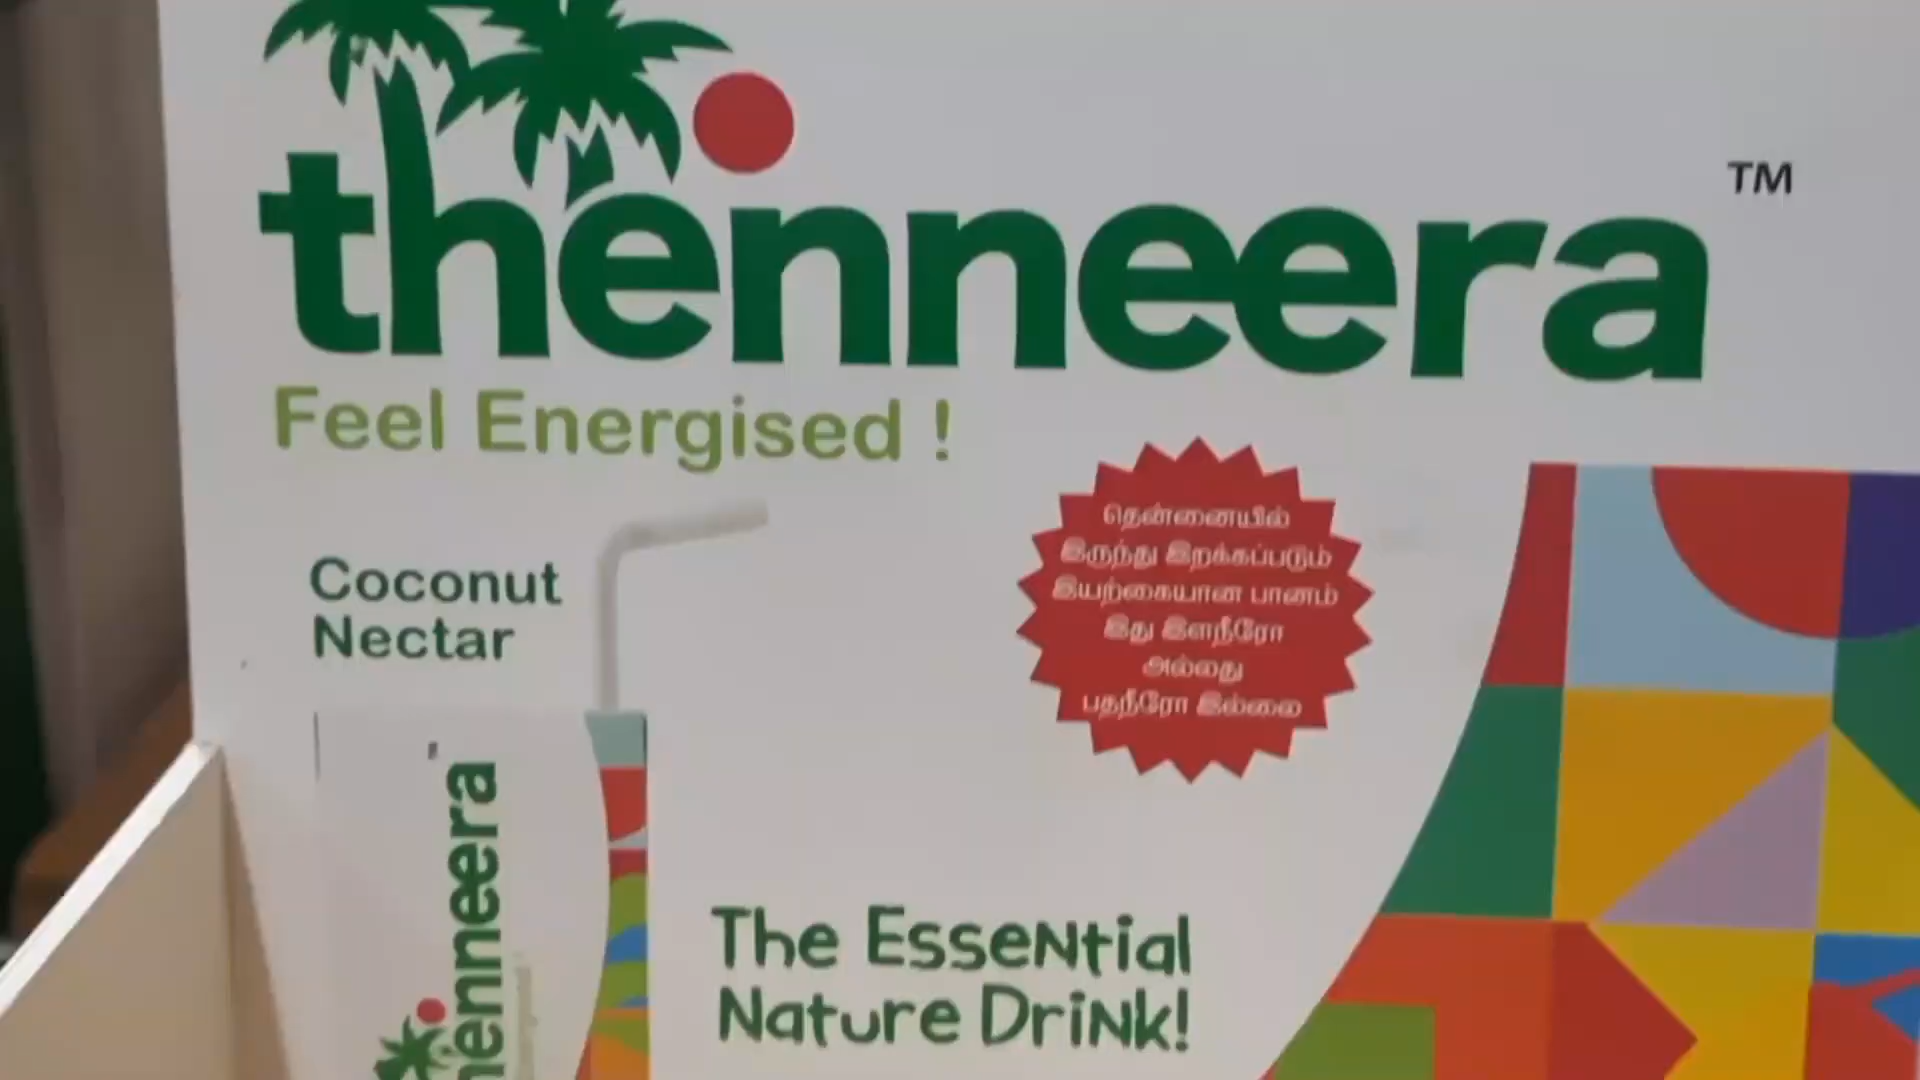 thenneera TM
Feel Energised !
Coconut
Nectar
தென்னையில்
இருந்து இறக்கப்படும்
இயற்கையான பானம்
இது இளநீரோ
அல்லது
பதநீரோ இல்லை
thenneera
The Essential
Nature Drink!